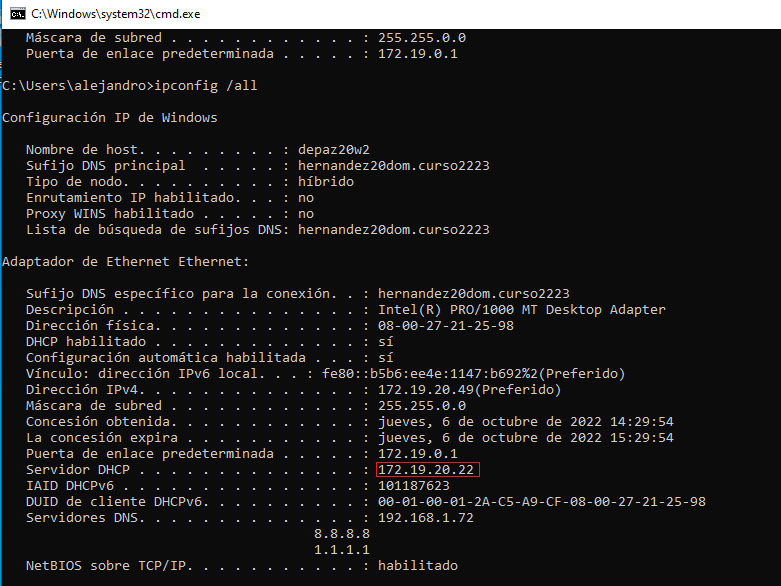 C:\Windows\system32\cmd.exe
Máscara de subred . . . . . . . . . . . . : 255.255.0.0
Puerta de enlace predeterminada . . . . . : 172.19.0.1
C:\Users\alejandro>ipconfig /all
Configuración IP de Windows
Nombre de host. . . . . . . . . : depaz20w2
Sufijo DNS principal  . . . . . : hernandez20dom.curso2223
Tipo de nodo. . . . . . . . . . : híbrido
Enrutamiento IP habilitado. . . : no
Proxy WINS habilitado . . . . . : no
Lista de búsqueda de sufijos DNS: hernandez20dom.curso2223
Adaptador de Ethernet Ethernet:
Sufijo DNS específico para la conexión. . : hernandez20dom.curso2223
Descripción . . . . . . . . . . . . . . . : Intel(R) PRO/1000 MT Desktop Adapter
Dirección física. . . . . . . . . . . . . : 08-00-27-21-25-98
DHCP habilitado . . . . . . . . . . . . . : sí
Configuración automática habilitada . . . : sí
Vínculo: dirección IPv6 local. . . : fe80::b5b6:ee4e:1147:b692%2(Preferido)
Dirección IPv4. . . . . . . . . . . . . . : 172.19.20.49(Preferido)
Máscara de subred . . . . . . . . . . . . : 255.255.0.0
Concesión obtenida. . . . . . . . . . . . : jueves, 6 de octubre de 2022 14:29:54
La concesión expira . . . . . . . . . . . : jueves, 6 de octubre de 2022 15:29:54
Puerta de enlace predeterminada . . . . . : 172.19.0.1
Servidor DHCP . . . . . . . . . . . . . . : 172.19.20.22
IAID DHCPv6 . . . . . . . . . . . . . . . : 101187623
DUID de cliente DHCPv6. . . . . . . . . . : 00-01-00-01-2A-C5-A9-CF-08-00-27-21-25-98
Servidores DNS. . . . . . . . . . . . . . : 192.168.1.72
8.8.8.8
1.1.1.1
NetBIOS sobre TCP/IP. . . . . . . . . . . : habilitado